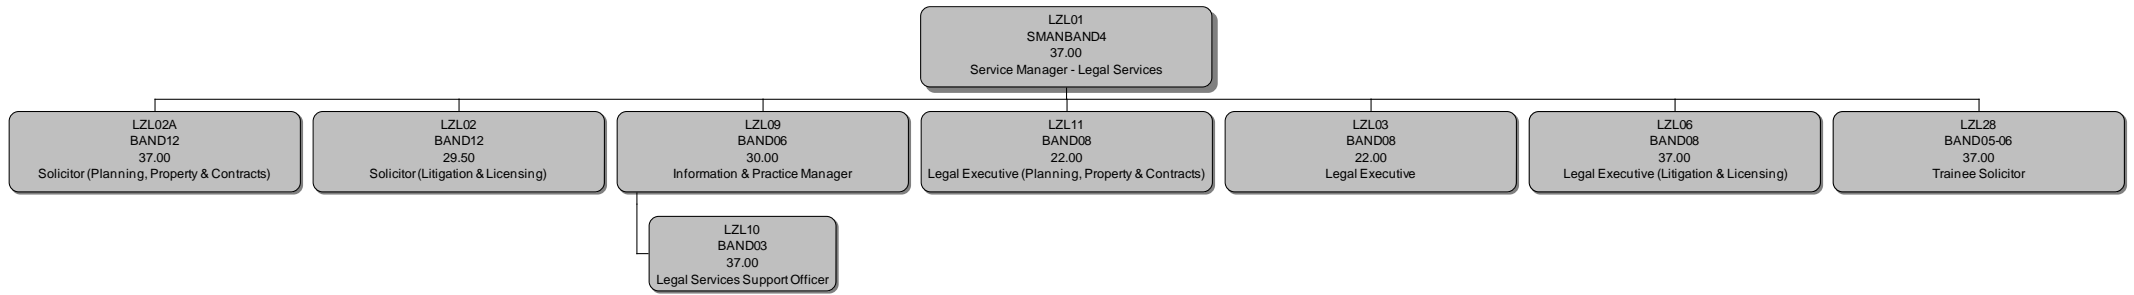 LZL01
SMANBAND4
37.00
Service Manager - Legal Services
LZL02A
BAND12
37.00
Solicitor (Planning, Property & Contracts)
LZL02
BAND12
29.50
Solicitor (Litigation & Licensing)
LZL09
BAND06
30.00
Information & Practice Manager
LZL11
BAND08
22.00
Legal Executive (Planning, Property & Contracts)
LZL03
BAND08
22.00
Legal Executive
LZL06
BAND08
37.00
Legal Executive (Litigation & Licensing)
LZL28
BAND05-06
37.00
Trainee Solicitor
LZL10
BAND03
37.00
Legal Services Support Officer